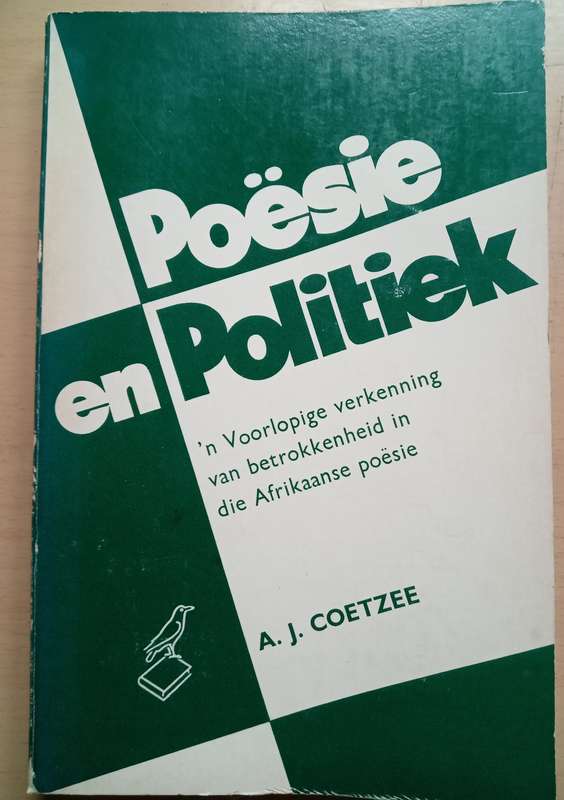 Poësie
en Politiek
'n Voorlopige verkenning
van betrokkenheid in
die Afrikaanse poësie
A. J. COETZEE